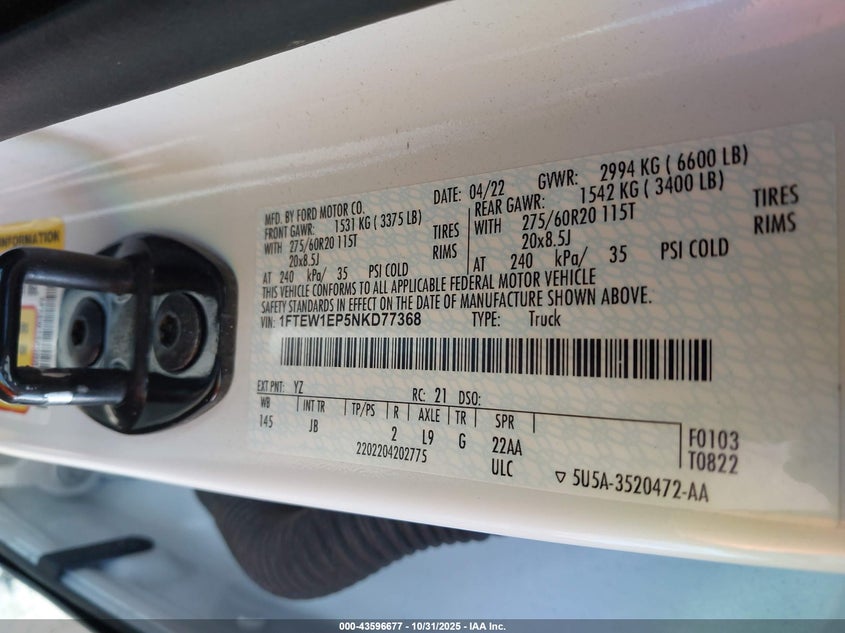 NFORMATION
MFD. BY FORD MOTOR CO.
DATE: 04/22
GVWR: 2994 KG ( 6600 LB)
FRONT GAWR: 1531 KG ( 3375 LB)
REAR GAWR: 1542 KG ( 3400 LB)
WITH 275/60R20 115T TIRES
WITH 275/60R20 115T TIRES
20x8.5J RIMS
20x8.5J RIMS
AT 240 kPa/ 35 PSI COLD
AT 240 kPa/ 35 PSI COLD
THIS VEHICLE CONFORMS TO ALL APPLICABLE FEDERAL MOTOR VEHICLE
SAFETY STANDARDS IN EFFECT ON THE DATE OF MANUFACTURE SHOWN ABOVE.
VIN: 1FTEW1EP5NKD77368 TYPE: Truck
EXT PNT: YZ RC: 21 DSO:
WB INT TR TP/PS R AXLE TR SPR
145 JB 2 L9 G 22AA
F0103
T0822
2202204202775 ULC
▽ 5U5A-3520472-AA
000-43596677 - 10/31/2025 - IAA Inc.